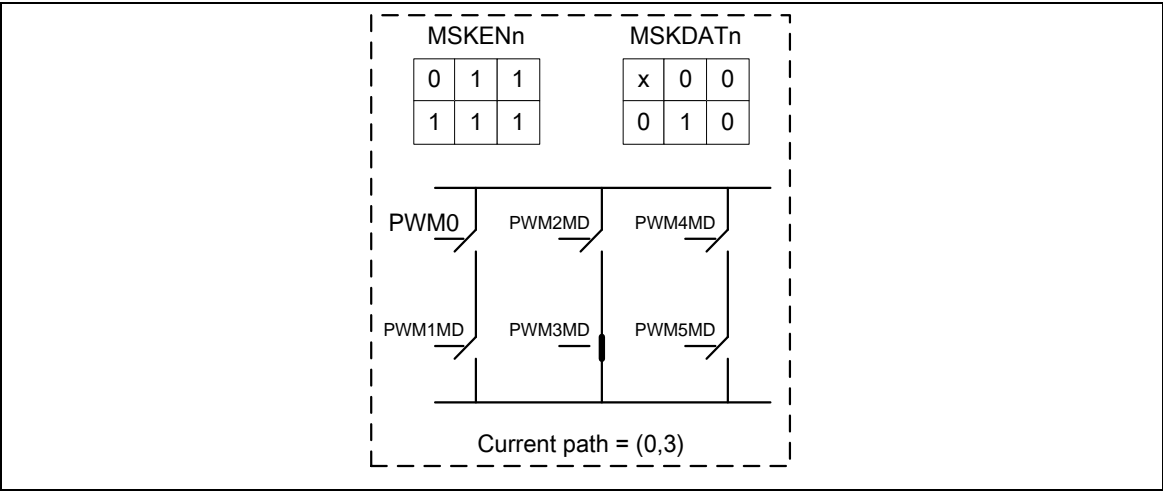 MSKENn MSKDATn
0 1 1 x 0 0
1 1 1 0 1 0
PWM0 PWM2MD PWM4MD
PWM1MD PWM3MD PWM5MD
Current path = (0,3)